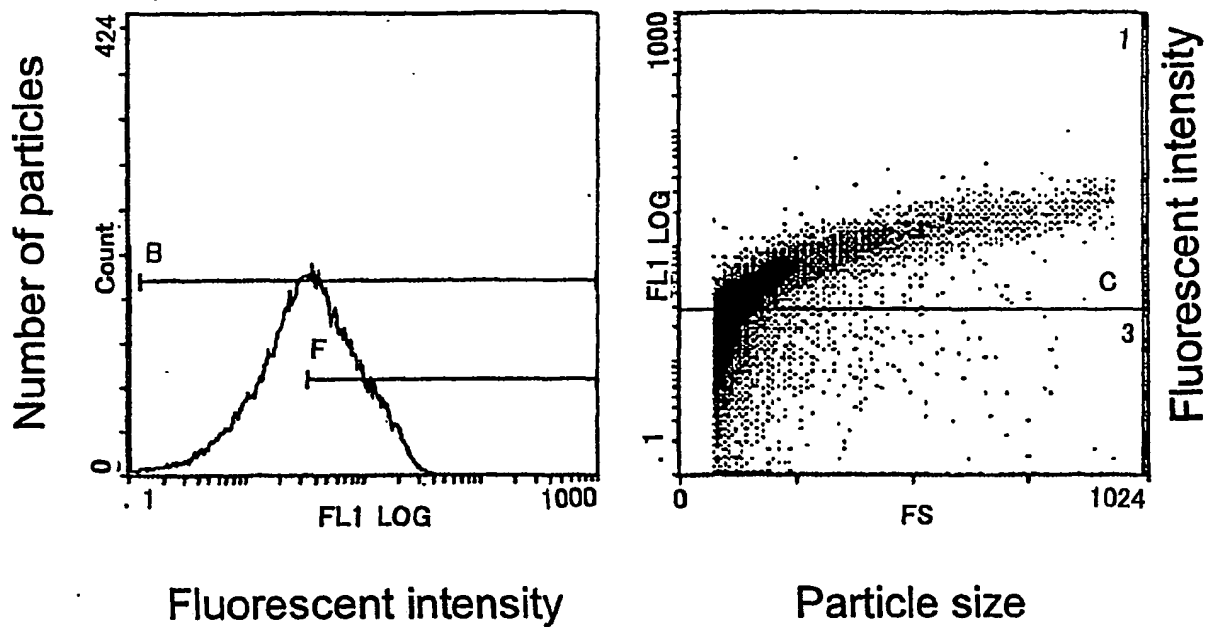 Number of particles
424
Count
0
B
F
.1
1000
FL1 LOG
Fluorescent intensity
1000
FL1 LOG
.1
1
C
3
0
1024
FS
Particle size
Fluorescent intensity